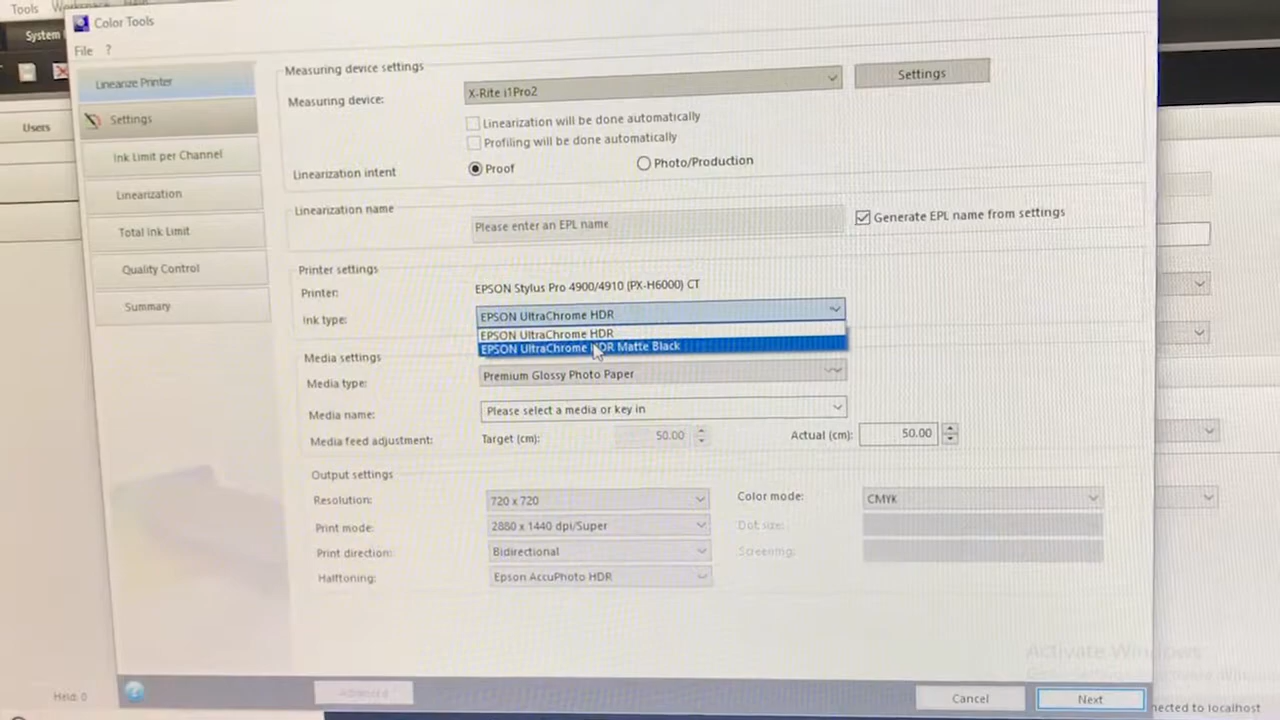 Tools
System
Color Tools
File ?
Linearize Printer
Settings
Ink Limit per Channel
Linearization
Total Ink Limit
Quality Control
Summary
Users
Measuring device settings
Measuring device: X-Rite i1Pro2 Settings
Linearization will be done automatically
Profiling will be done automatically
Linearization intent Proof Photo/Production
Linearization name
Please enter an EPL name Generate EPL name from settings
Printer settings
Printer: EPSON Stylus Pro 4900/4910 (PX-H6000) CT
Ink type: EPSON UltraChrome HDR
EPSON UltraChrome HDR
EPSON UltraChrome HDR Matte Black
Media settings
Media type: Premium Glossy Photo Paper
Media name: Please select a media or key in
Media feed adjustment: Target (cm): 50.00 Actual (cm): 50.00
Output settings
Resolution: 720 x 720 Color mode: CMYK
Print mode: 2880 x 1440 dpi/Super Dot size:
Print direction: Bidirectional Screening:
Halftoning: Epson AccuPhoto HDR
Activate Windows
Held: 0
? Advanced Cancel Next
nected to localhost